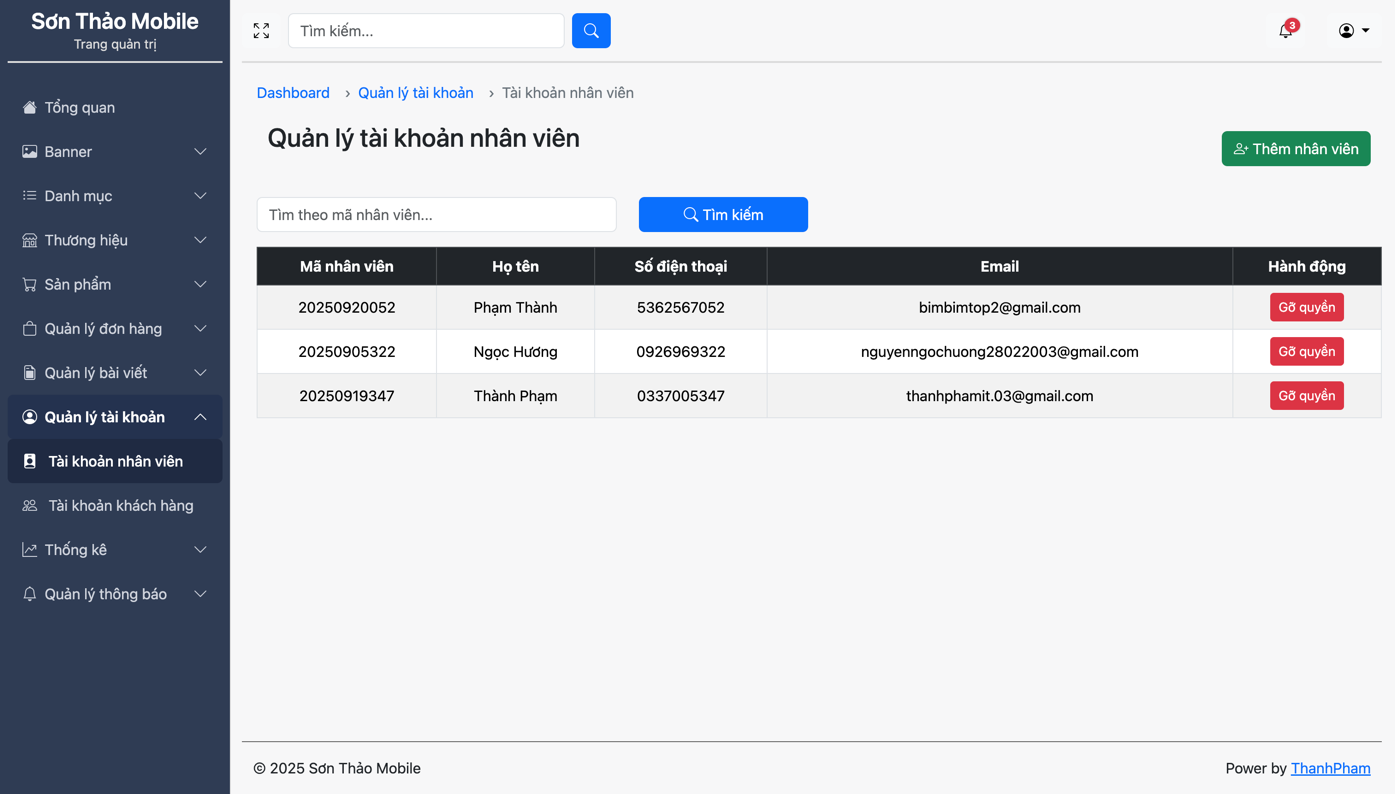 Sơn Thảo Mobile
Trang quản trị
Tổng quan
Banner
Danh mục
Thương hiệu
Sản phẩm
Quản lý đơn hàng
Quản lý bài viết
Quản lý tài khoản
Tài khoản nhân viên
Tài khoản khách hàng
Thống kê
Quản lý thông báo
Tìm kiếm...
3
Dashboard › Quản lý tài khoản › Tài khoản nhân viên
Quản lý tài khoản nhân viên
Thêm nhân viên
Tìm theo mã nhân viên... Tìm kiếm
Mã nhân viên Họ tên Số điện thoại Email Hành động
20250920052 Phạm Thành 5362567052 bimbimtop2@gmail.com Gỡ quyền
20250905322 Ngọc Hương 0926969322 nguyenngochuong28022003@gmail.com Gỡ quyền
20250919347 Thành Phạm 0337005347 thanhphamit.03@gmail.com Gỡ quyền
© 2025 Sơn Thảo Mobile Power by ThanhPham